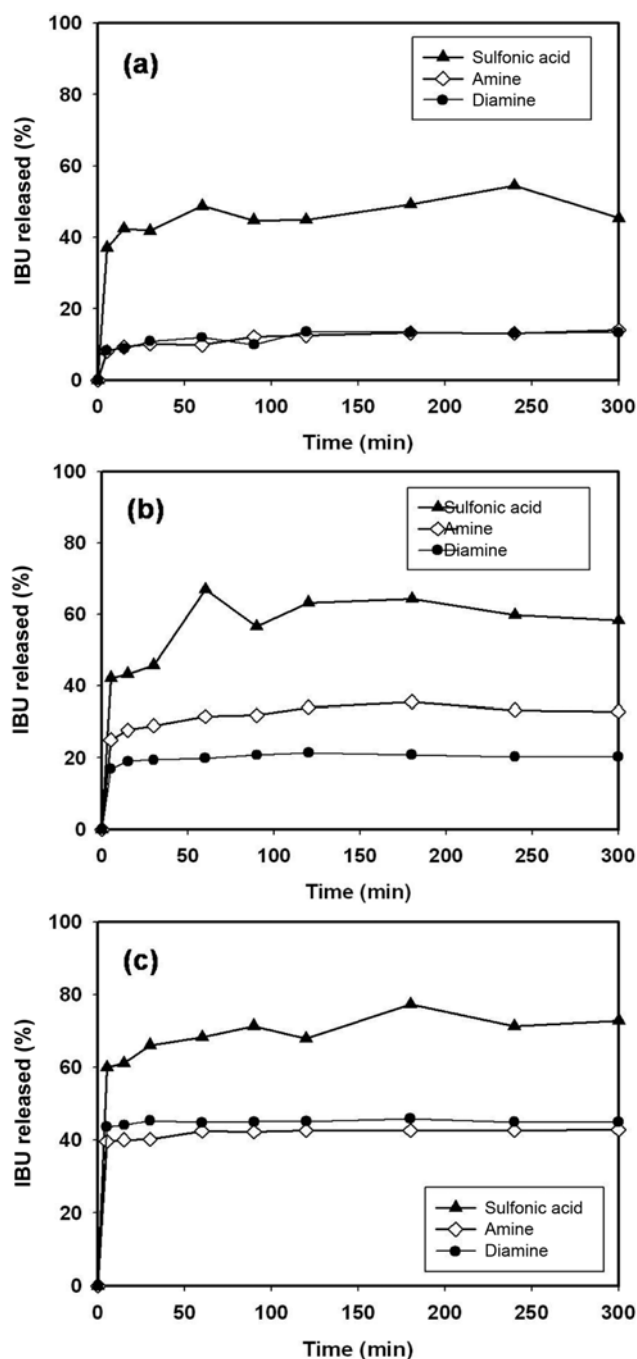 100
80
60
40
20
0
IBU released (%)
(a)
Sulfonic acid
Amine
Diamine
0 50 100 150 200 250 300
Time (min)
100
80
60
40
20
0
IBU released (%)
(b)
Sulfonic acid
Amine
Diamine
0 50 100 150 200 250 300
Time (min)
100
80
60
40
20
0
IBU released (%)
(c)
Sulfonic acid
Amine
Diamine
0 50 100 150 200 250 300
Time (min)